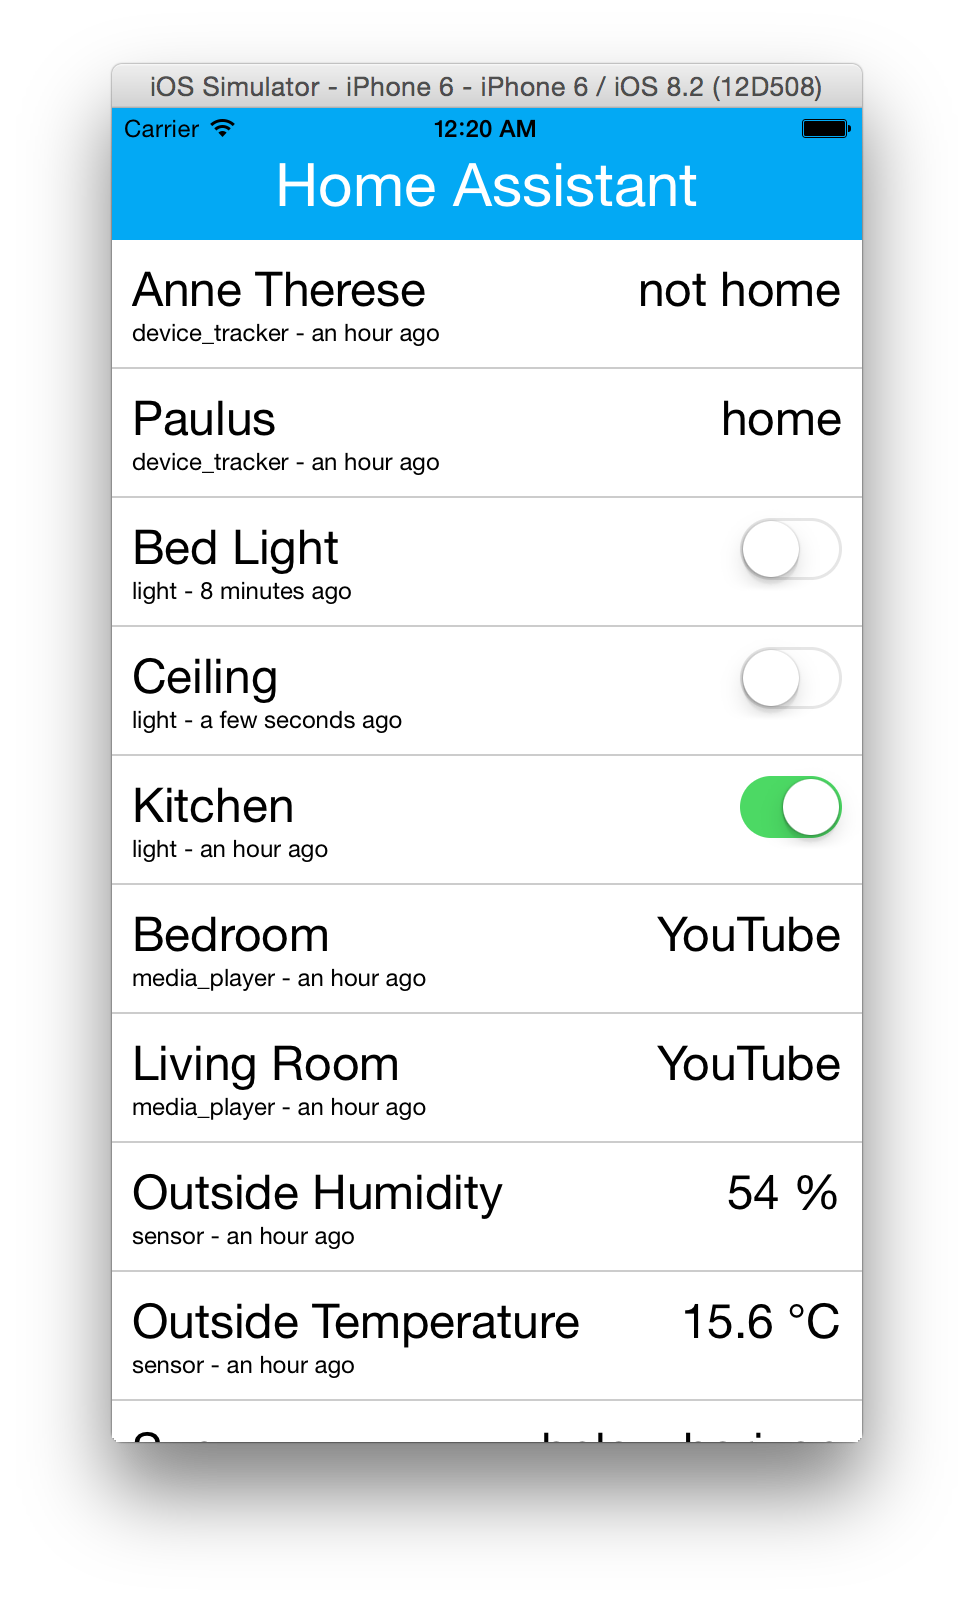 iOS Simulator - iPhone 6 - iPhone 6 / iOS 8.2 (12D508)
Carrier 12:20 AM
Home Assistant
Anne Therese not home
device_tracker - an hour ago
Paulus home
device_tracker - an hour ago
Bed Light
light - 8 minutes ago
Ceiling
light - a few seconds ago
Kitchen
light - an hour ago
Bedroom YouTube
media_player - an hour ago
Living Room YouTube
media_player - an hour ago
Outside Humidity 54 %
sensor - an hour ago
Outside Temperature 15.6 °C
sensor - an hour ago